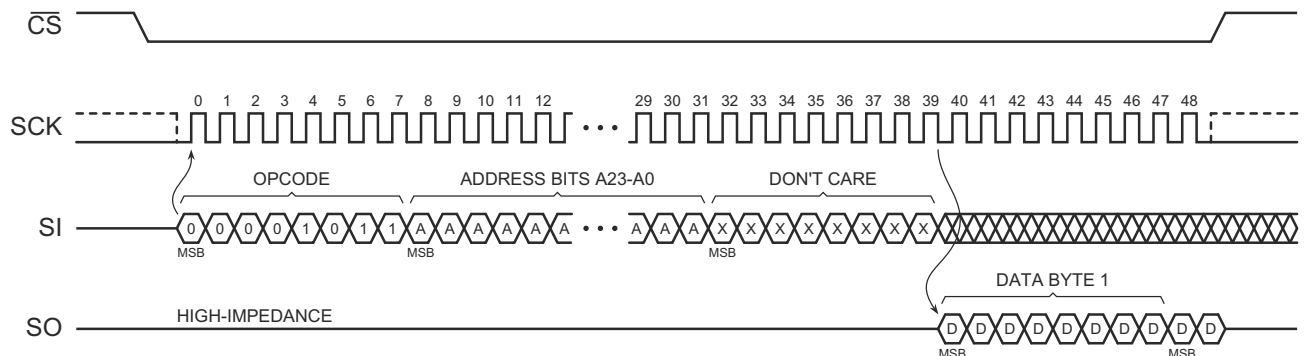 CS
0 1 2 3 4 5 6 7 8 9 10 11 12 29 30 31 32 33 34 35 36 37 38 39 40 41 42 43 44 45 46 47 48
SCK
OPCODE ADDRESS BITS A23-A0 DON'T CARE
SI 0 0 0 0 1 0 1 1 A A A A A A A A A X X X X X X X X
MSB MSB MSB
DATA BYTE 1
HIGH-IMPEDANCE
SO D D D D D D D D D D
MSB MSB